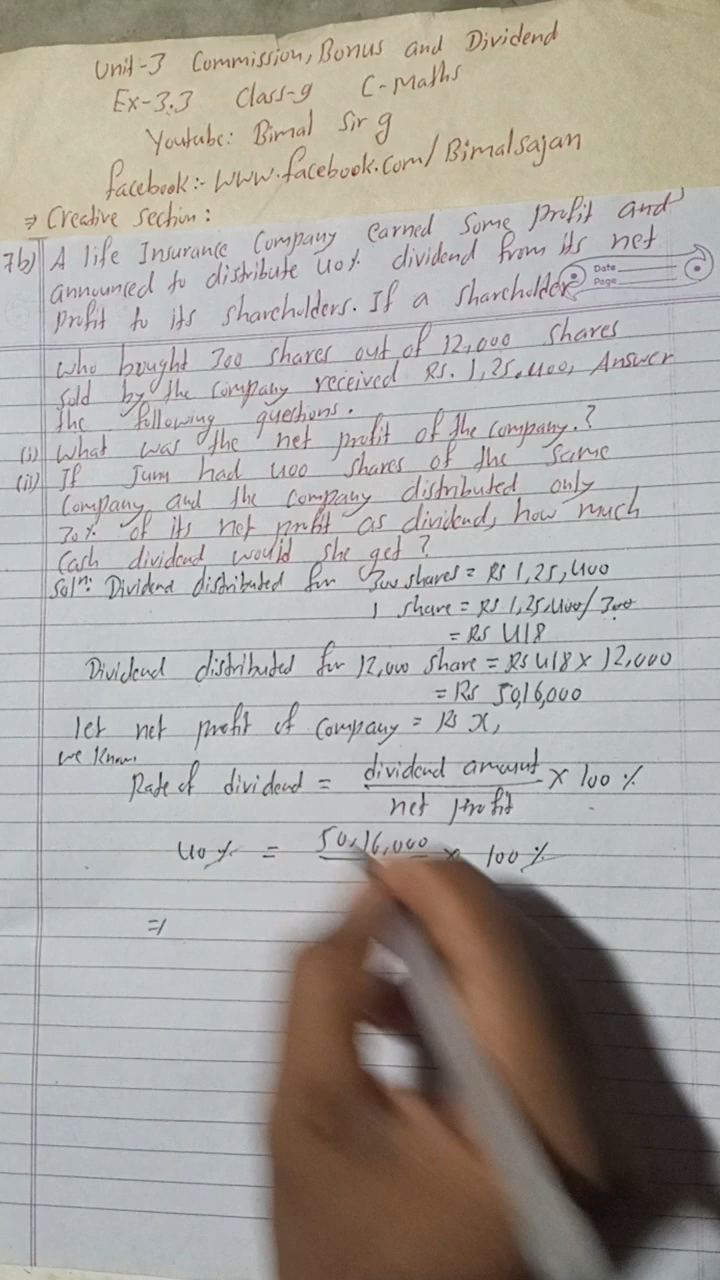 Unit-3 Commission, Bonus and Dividend
Ex-3.3 Class-9 C-Maths
Youtube: Bimal Sir g
facebook:- www.facebook.com/Bimalsajan
⇒ Creative section:
7b) A life Insurance Company earned some profit and
announced to distribute 40% dividend from its net
Date
Page
profit to its shareholders. If a shareholder
who bought 300 shares out of 12,000 shares
sold by the company received Rs. 1,25,400, Answer
the following questions.
(i) What was the net profit of the company.?
(ii) If Jum had 400 shares of the same
Company and the company distributed only
30% of its net profit as dividend, how much
Cash dividend would she get?
Solⁿ: Dividend distributed for 300 shares = Rs 1,25,400
1 share = Rs 1,25,400/300
= Rs 418
Dividend distributed for 12,000 share = Rs 418 × 12,000
= Rs 50,16,000
let net profit of Company = Rs x,
we know,
Rate of dividend = dividend amount / net profit × 100%
40% = 50,16,000 × 100%
⇒